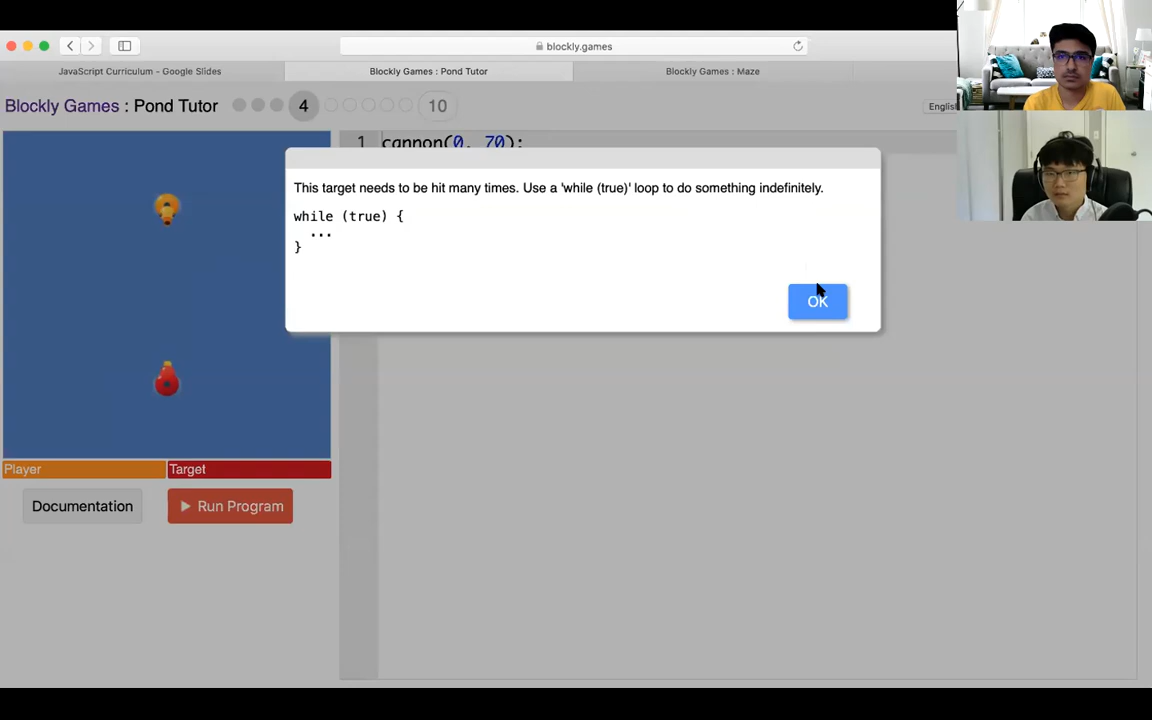 blockly.games
JavaScript Curriculum - Google Slides
Blockly Games : Pond Tutor
Blockly Games : Maze
Blockly Games : Pond Tutor
4
10
English
1 cannon(0, 70);
This target needs to be hit many times. Use a 'while (true)' loop to do something indefinitely.
while (true) {
...
}
OK
Player
Target
Documentation
Run Program